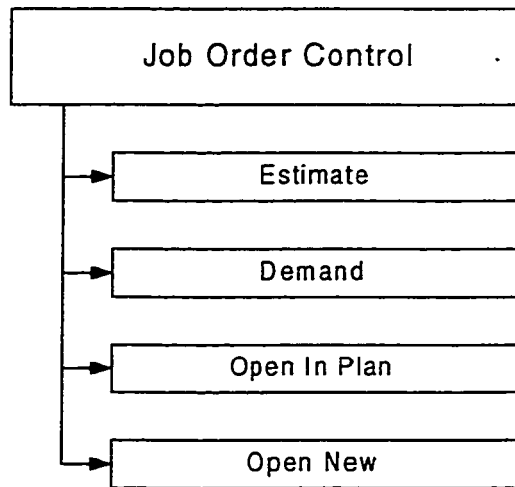 Job Order Control
Estimate
Demand
Open In Plan
Open New